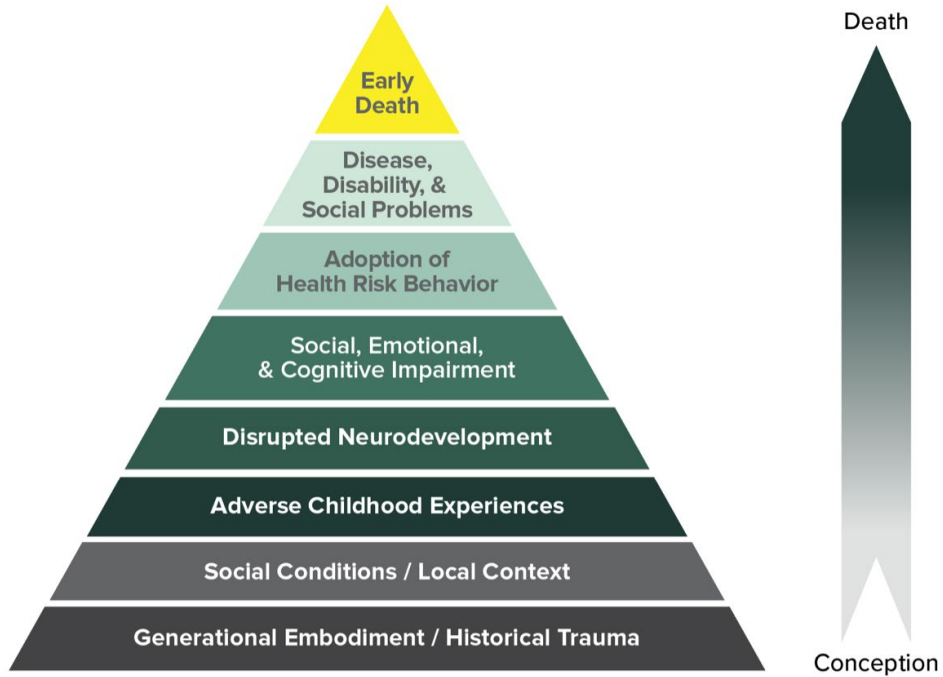 Death
Early
Death
Disease,
Disability, &
Social Problems
Adoption of
Health Risk Behavior
Social, Emotional,
& Cognitive Impairment
Disrupted Neurodevelopment
Adverse Childhood Experiences
Social Conditions / Local Context
Generational Embodiment / Historical Trauma
Conception